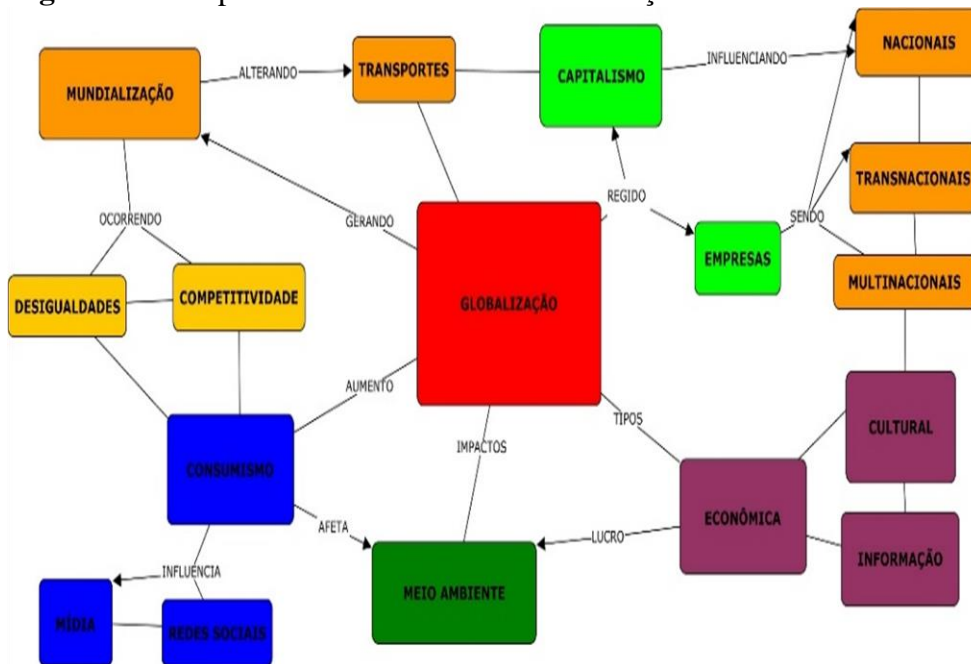 NACIONAIS
ALTERANDO
TRANSPORTES
CAPITALISMO
INFLUENCIANDO
MUNDIALIZAÇÃO
TRANSNACIONAIS
REGIDO
OCORRENDO
GERANDO
SENDO
EMPRESAS
MULTINACIONAIS
DESIGUALDADES
COMPETITIVIDADE
GLOBALIZAÇÃO
AUMENTO
TIPOS
CULTURAL
IMPACTOS
CONSUMISMO
ECONÔMICA
AFETA
LUCRO
INFORMAÇÃO
INFLUÊNCIA
MEIO AMBIENTE
MÍDIA
REDES SOCIAIS